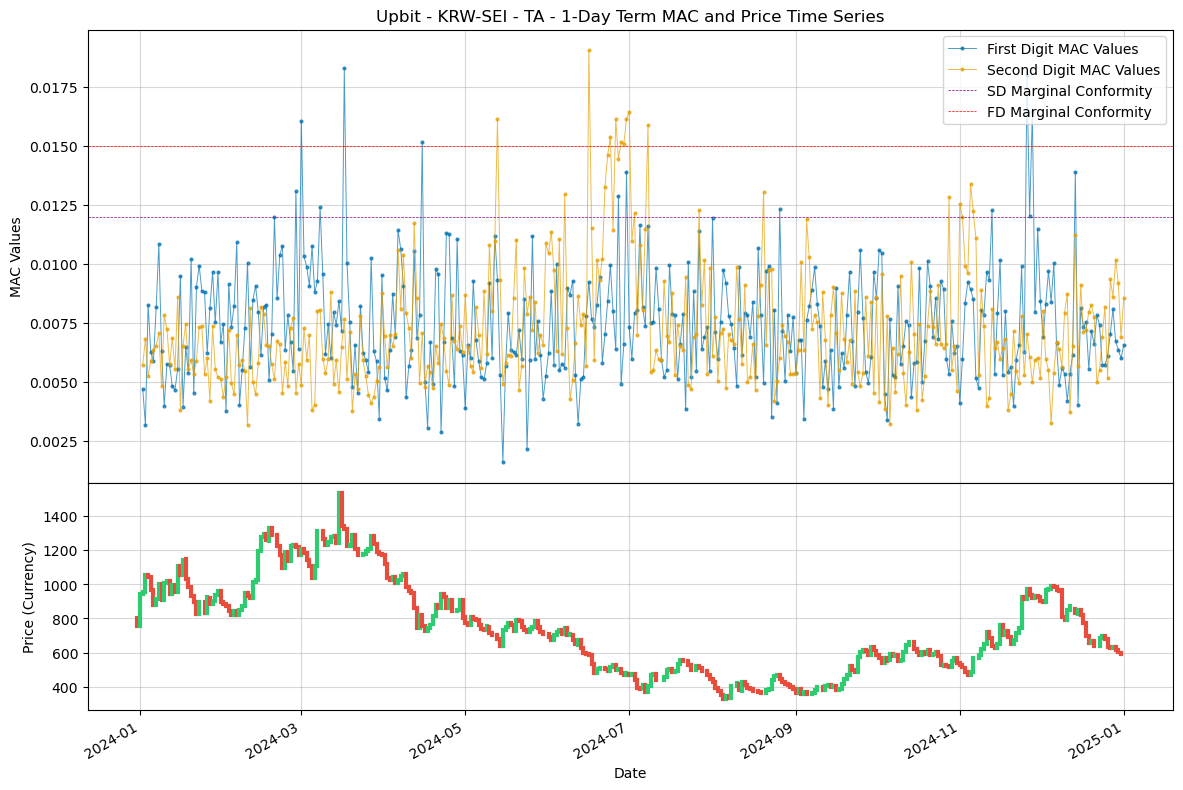 Upbit - KRW-SEI - TA - 1-Day Term MAC and Price Time Series
First Digit MAC Values
Second Digit MAC Values
SD Marginal Conformity
FD Marginal Conformity
MAC Values
0.0175
0.0150
0.0125
0.0100
0.0075
0.0050
0.0025
Price (Currency)
1400
1200
1000
800
600
400
2024-01
2024-03
2024-05
2024-07
2024-09
2024-11
2025-01
Date